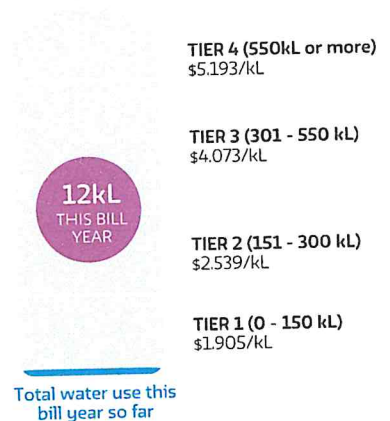 TIER 4 (550kL or more)
$5.193/kL
TIER 3 (301 - 550 kL)
$4.073/kL
12kL
THIS BILL
YEAR
TIER 2 (151 - 300 kL)
$2.539/kL
TIER 1 (0 - 150 kL)
$1.905/kL
Total water use this
bill year so far